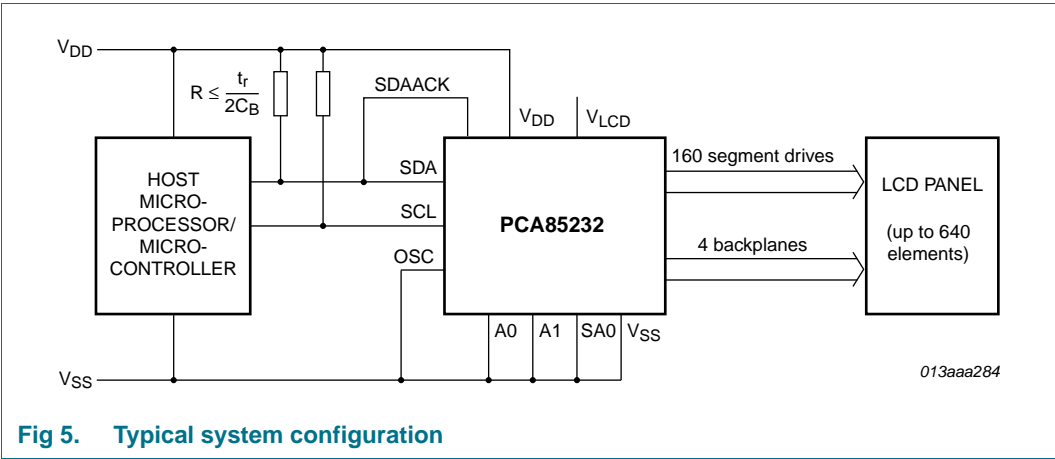 VDD
R ≤ tr
2CB
SDAACK
VDD
VLCD
HOST
MICRO-
PROCESSOR/
MICRO-
CONTROLLER
SDA
SCL
OSC
PCA85232
160 segment drives
4 backplanes
LCD PANEL
(up to 640
elements)
A0
A1
SA0
VSS
VSS
013aaa284
Fig 5. Typical system configuration